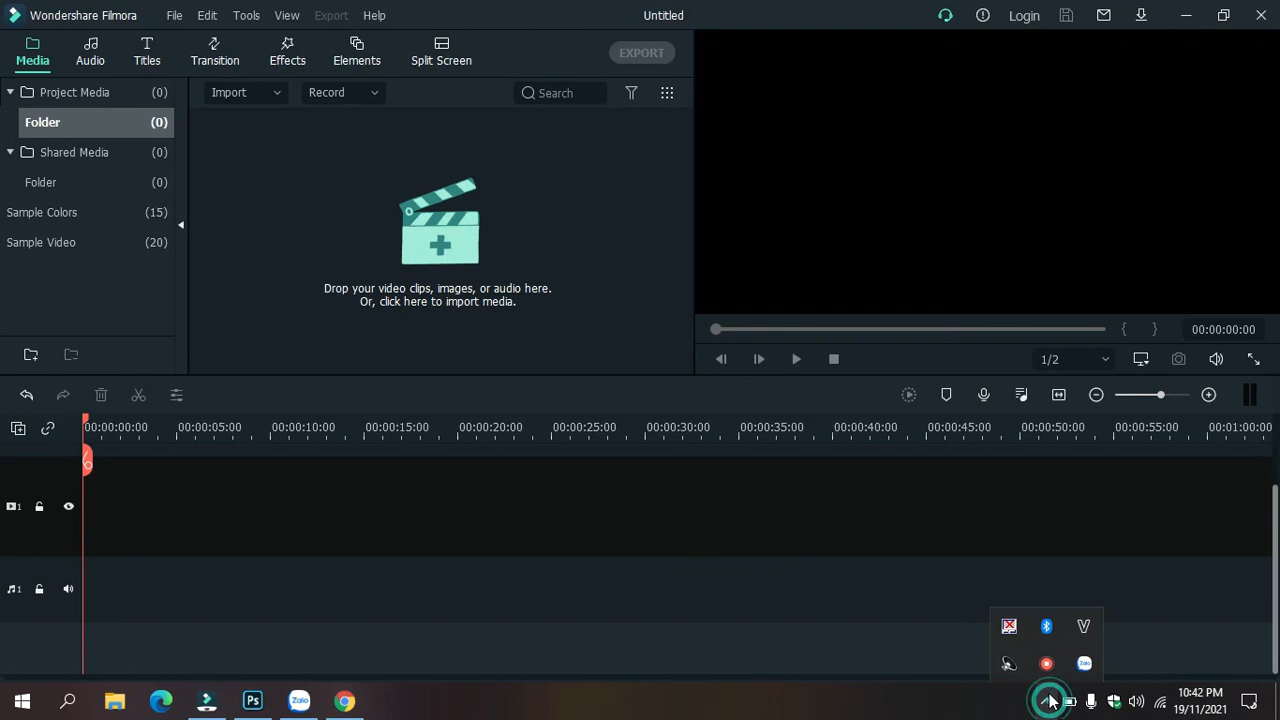 Wondershare Filmora File Edit Tools View Export Help Untitled Login
Media Audio Titles Transition Effects Elements Split Screen EXPORT
Project Media (0)
Import Record Search
Folder (0)
Shared Media (0)
Folder (0)
Sample Colors (15)
Sample Video (20)
Drop your video clips, images, or audio here.
Or, click here to import media.
00:00:00:00
1/2
00:00:00:00 00:00:05:00 00:00:10:00 00:00:15:00 00:00:20:00 00:00:25:00 00:00:30:00 00:00:35:00 00:00:40:00 00:00:45:00 00:00:50:00 00:00:55:00 00:01:00:00
1
1
V
Zalo
Ps Zalo
10:42 PM
19/11/2021